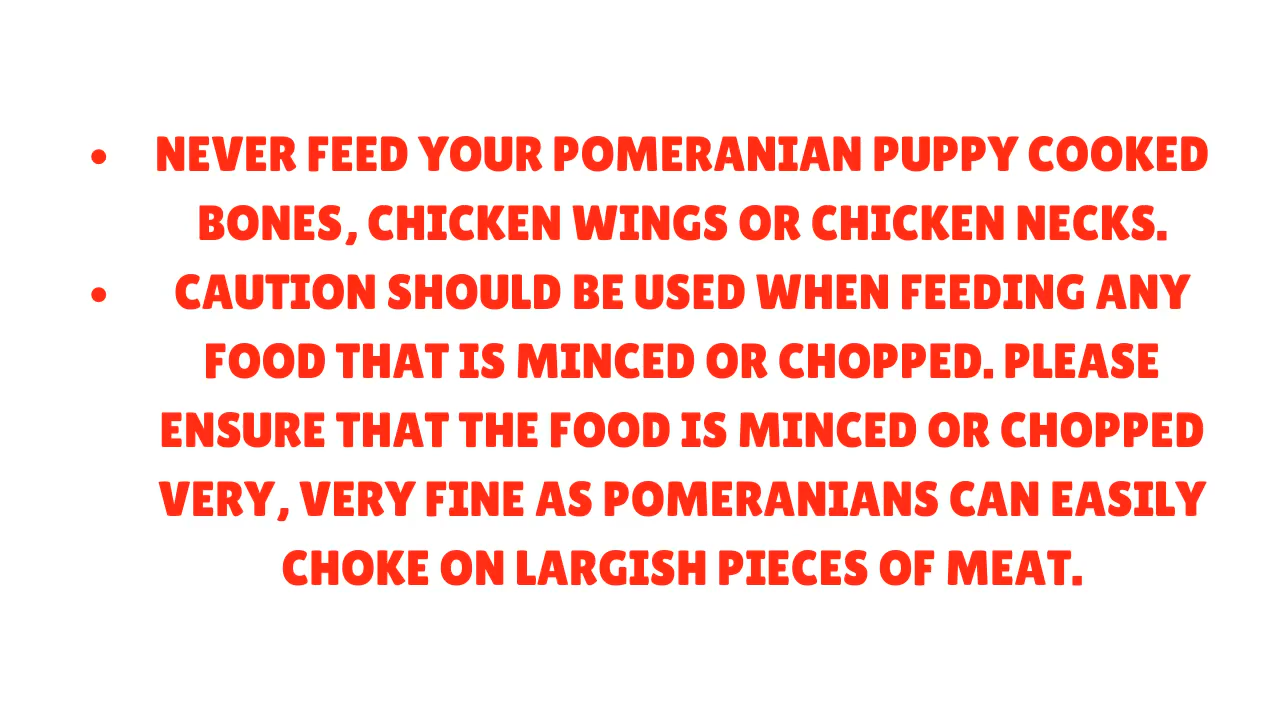 • NEVER FEED YOUR POMERANIAN PUPPY COOKED
BONES, CHICKEN WINGS OR CHICKEN NECKS.
• CAUTION SHOULD BE USED WHEN FEEDING ANY
FOOD THAT IS MINCED OR CHOPPED. PLEASE
ENSURE THAT THE FOOD IS MINCED OR CHOPPED
VERY, VERY FINE AS POMERANIANS CAN EASILY
CHOKE ON LARGISH PIECES OF MEAT.